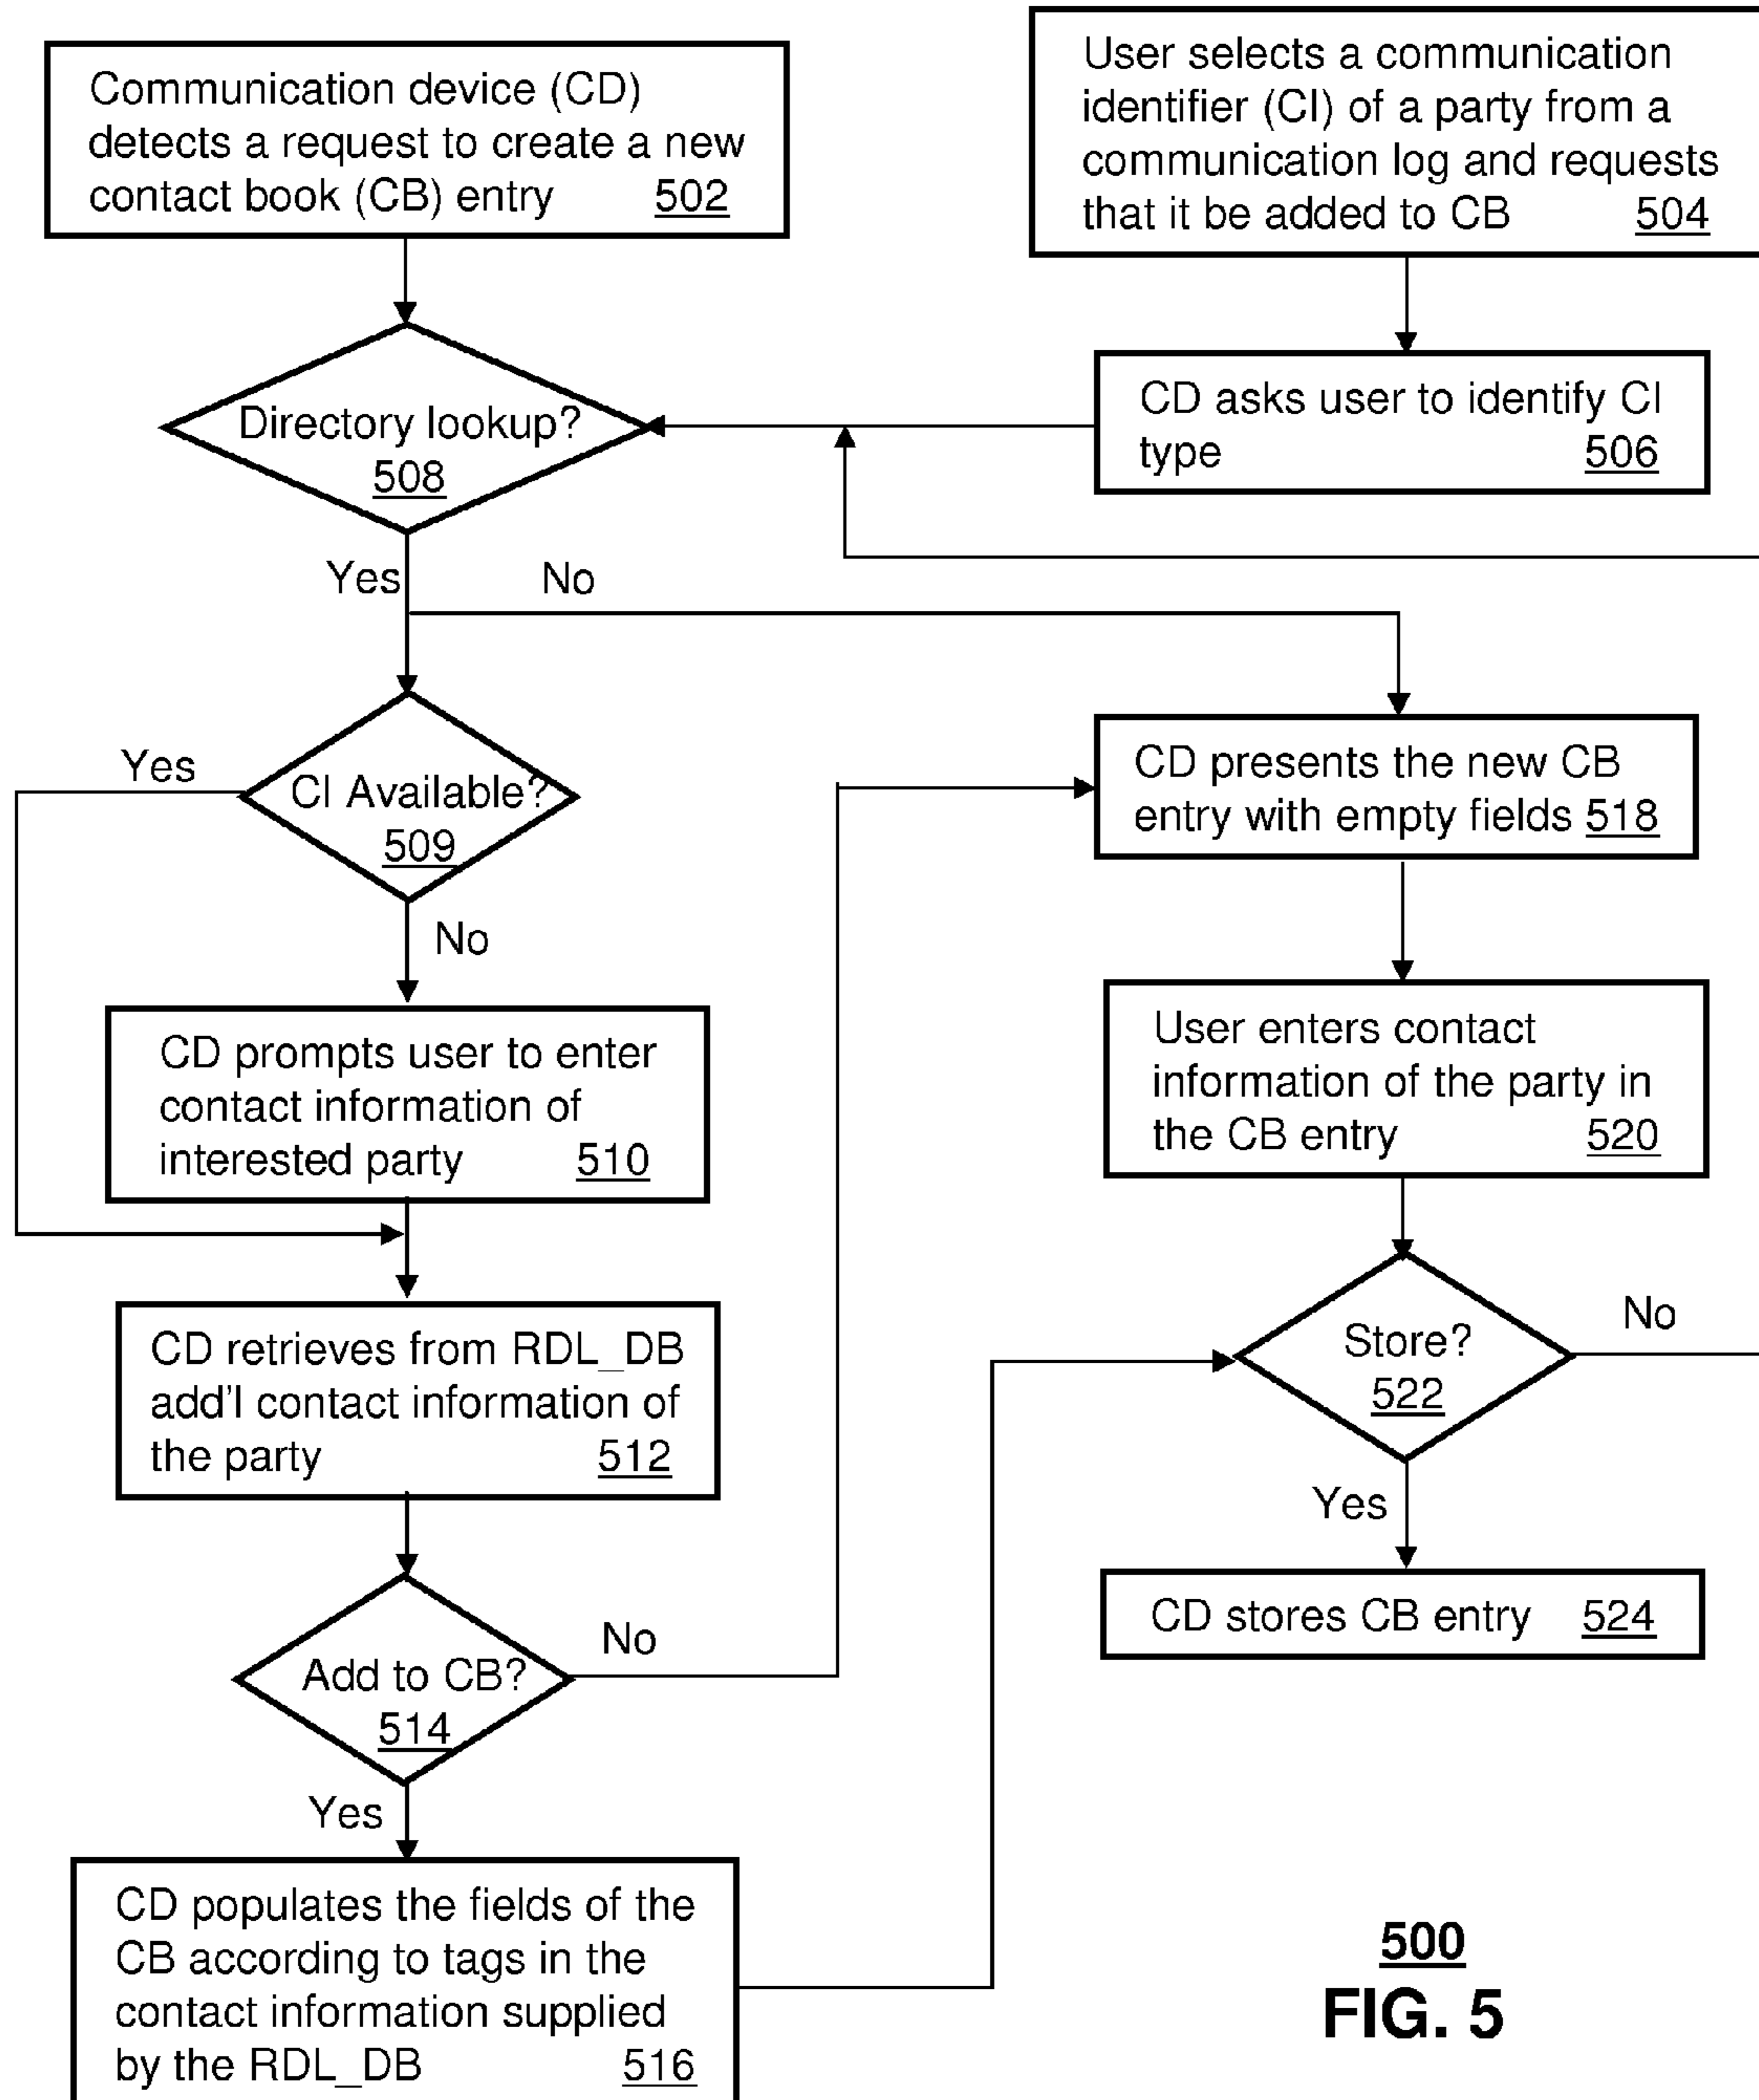 Communication device (CD)
detects a request to create a new
contact book (CB) entry 502
User selects a communication
identifier (CI) of a party from a
communication log and requests
that it be added to CB 504
CD asks user to identify CI
type 506
Directory lookup?
508
Yes
No
CI Available?
509
Yes
No
CD prompts user to enter
contact information of
interested party 510
CD retrieves from RDL_DB
add'l contact information of
the party 512
Add to CB?
514
No
Yes
CD populates the fields of the
CB according to tags in the
contact information supplied
by the RDL_DB 516
CD presents the new CB
entry with empty fields 518
User enters contact
information of the party in
the CB entry 520
Store?
522
No
Yes
CD stores CB entry 524
500
FIG. 5